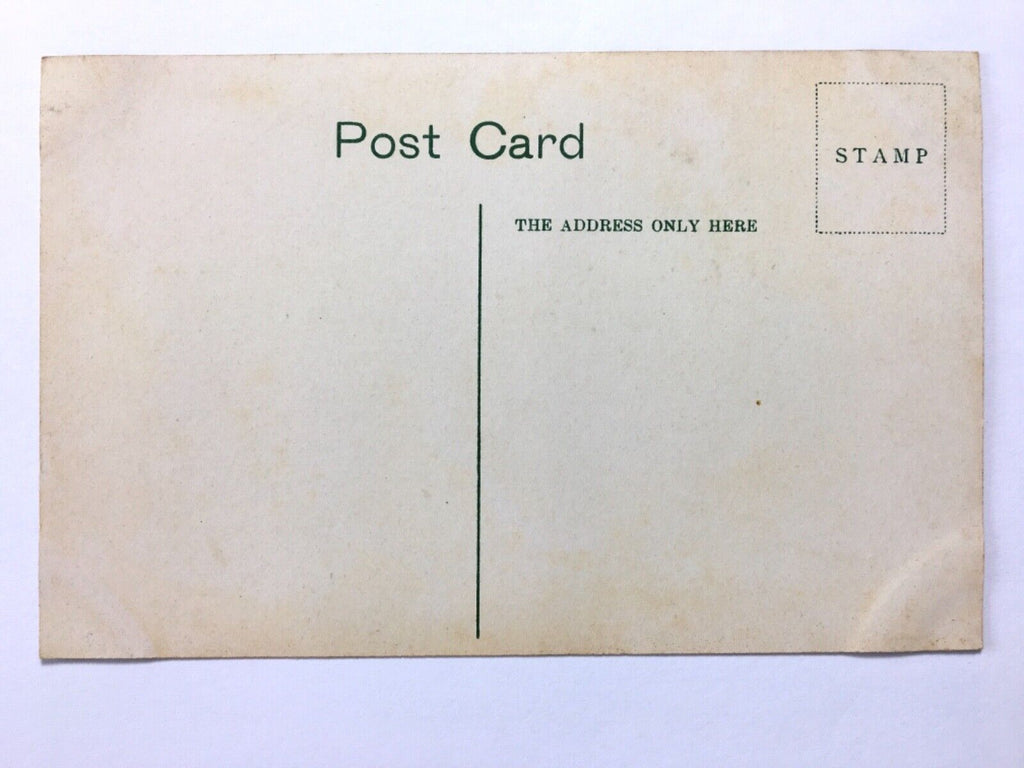 Post Card
STAMP
THE ADDRESS ONLY HERE